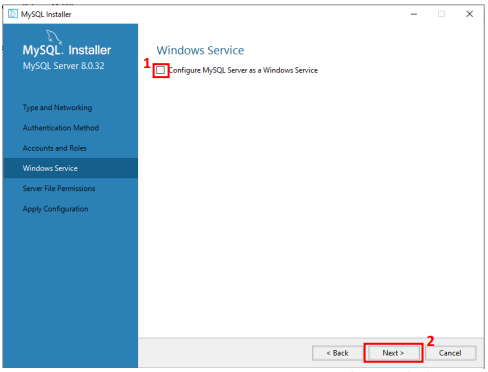 MySQL Installer
MySQL. Installer
MySQL Server 8.0.32
Type and Networking
Authentication Method
Accounts and Roles
Windows Service
Server File Permissions
Apply Configuration
Windows Service
1
Configure MySQL Server as a Windows Service
2
< Back
Next >
Cancel